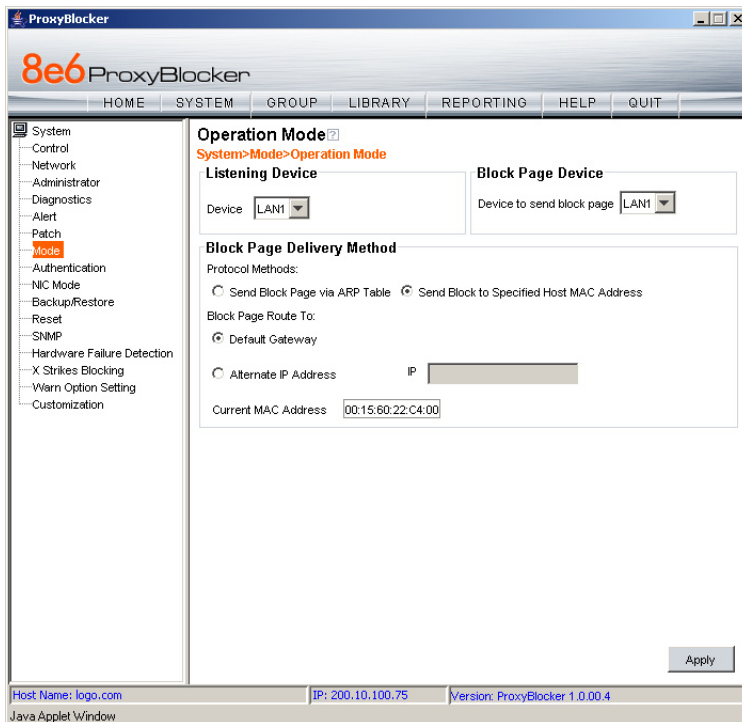 ProxyBlocker
8e6 ProxyBlocker
HOME SYSTEM GROUP LIBRARY REPORTING HELP QUIT
System
Control
Network
Administrator
Diagnostics
Alert
Patch
Mode
Authentication
NIC Mode
Backup/Restore
Reset
SNMP
Hardware Failure Detection
X Strikes Blocking
Warn Option Setting
Customization
Operation Mode ?
System>Mode>Operation Mode
Listening Device
Device LAN1
Block Page Device
Device to send block page LAN1
Block Page Delivery Method
Protocol Methods:
Send Block Page via ARP Table Send Block to Specified Host MAC Address
Block Page Route To:
Default Gateway
Alternate IP Address IP
Current MAC Address 00:15:60:22:C4:00
Apply
Host Name: logo.com IP: 200.10.100.75 Version: ProxyBlocker 1.0.00.4
Java Applet Window